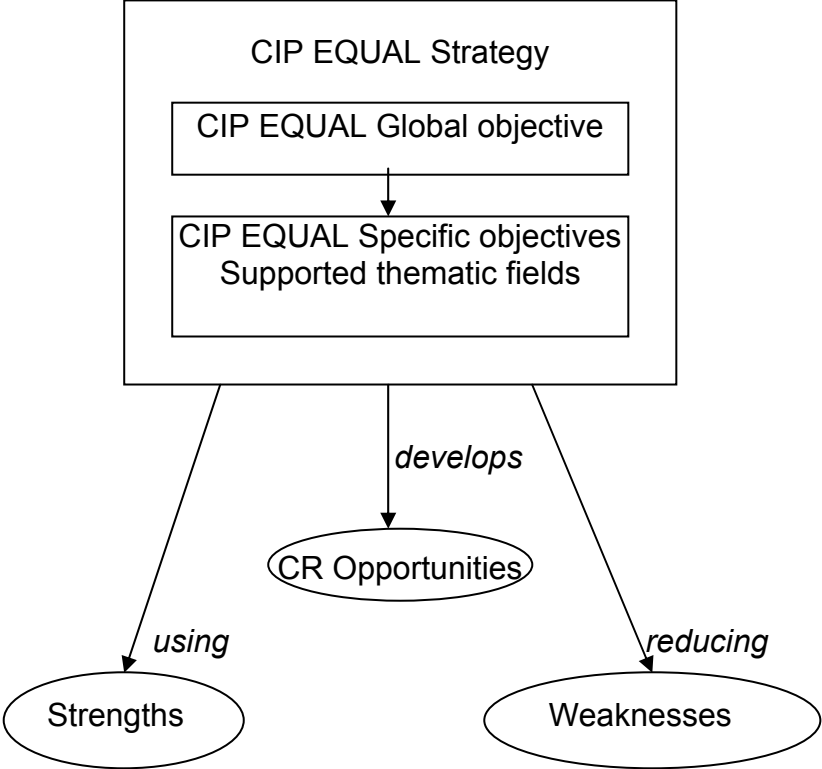 CIP EQUAL Strategy
CIP EQUAL Global objective
CIP EQUAL Specific objectives
Supported thematic fields
develops
CR Opportunities
using
reducing
Strengths
Weaknesses